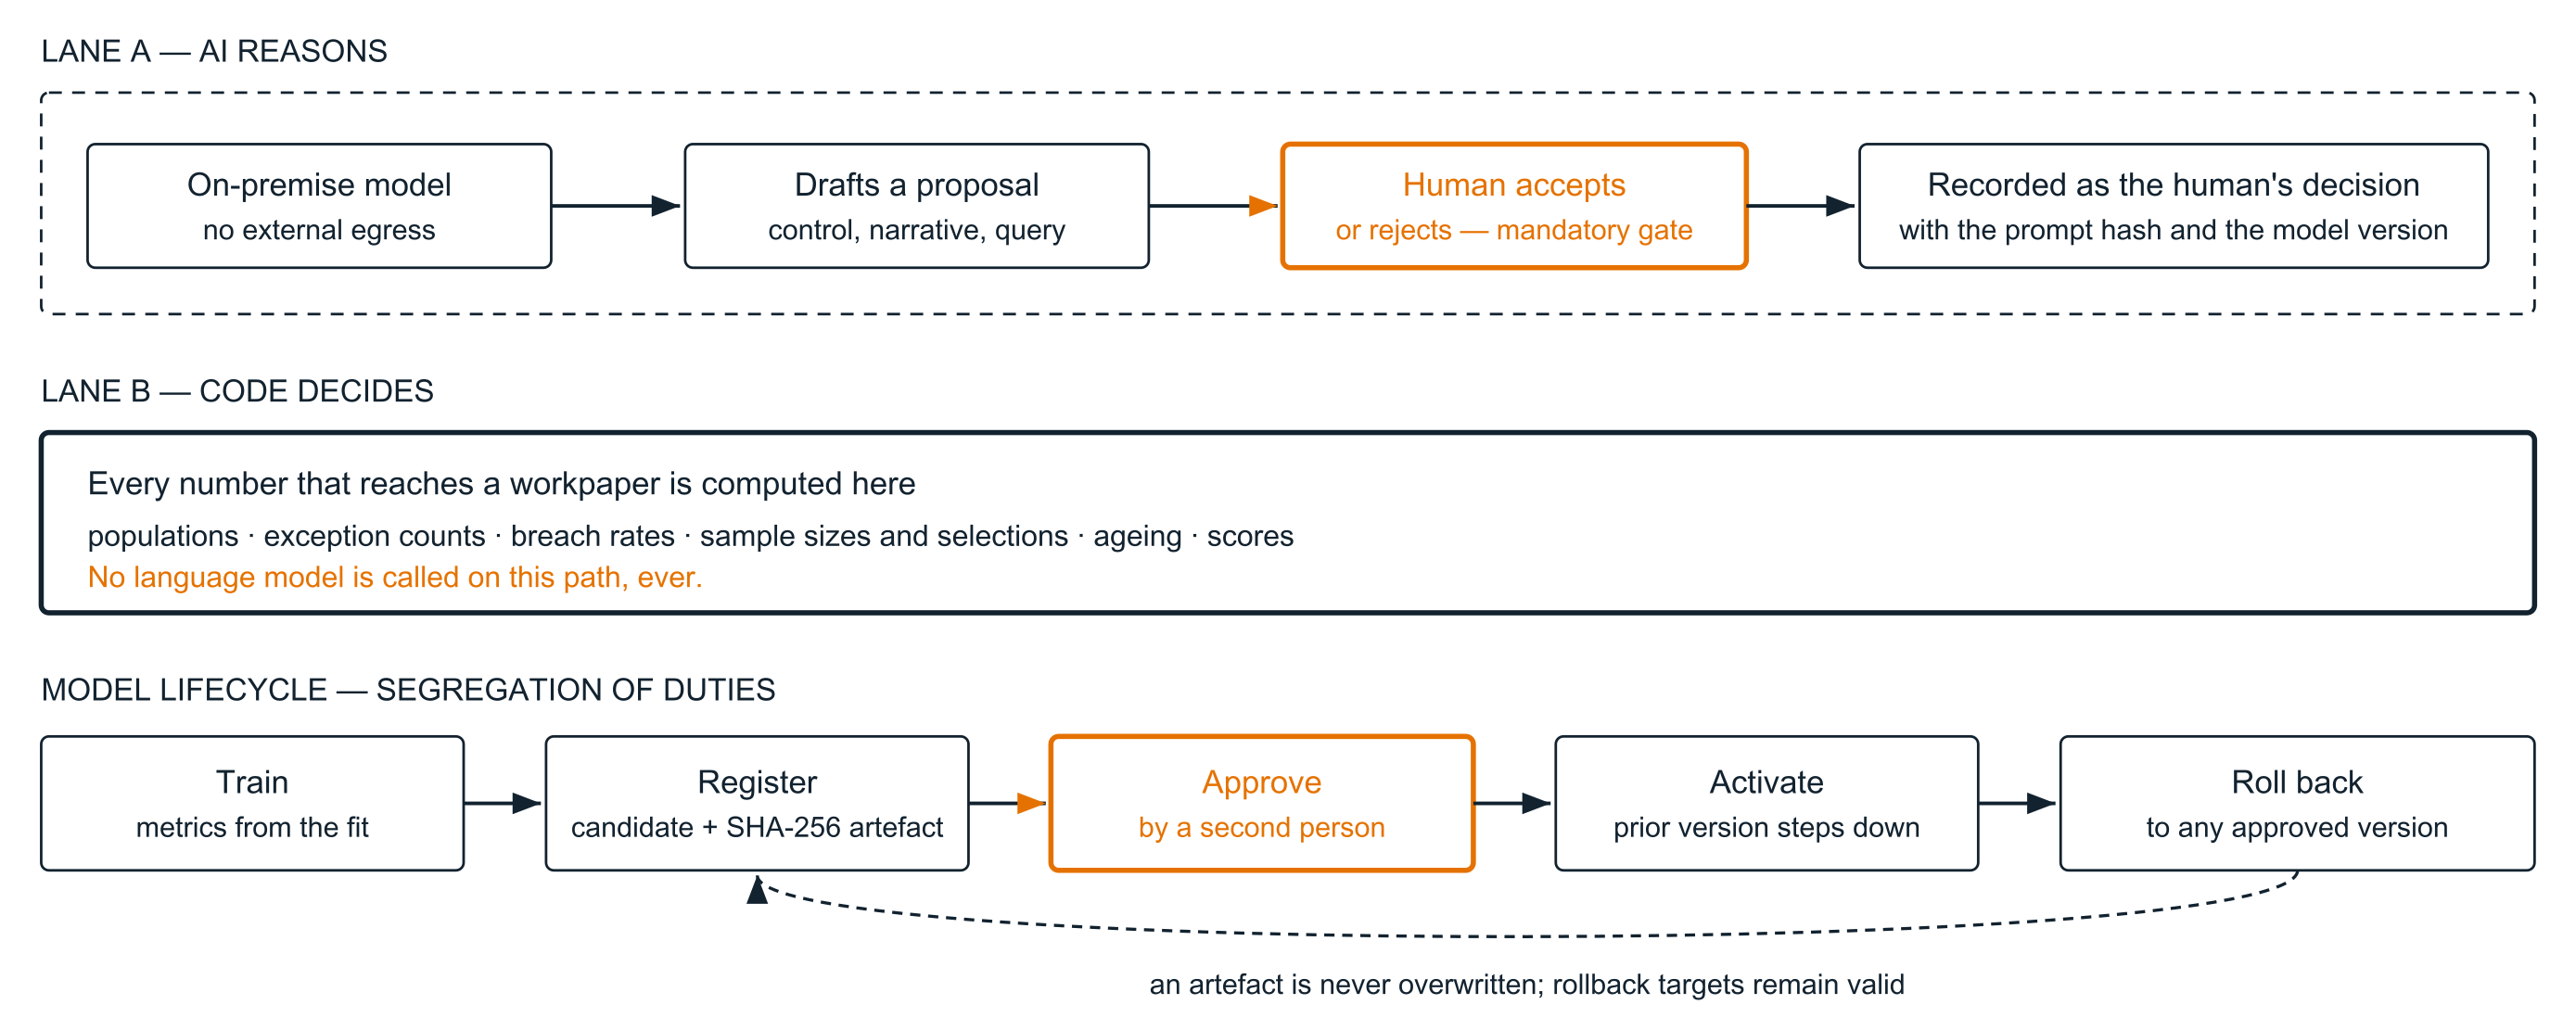 LANE A — AI REASONS
On-premise model
no external egress
Drafts a proposal
control, narrative, query
Human accepts
or rejects — mandatory gate
Recorded as the human's decision
with the prompt hash and the model version
LANE B — CODE DECIDES
Every number that reaches a workpaper is computed here
populations · exception counts · breach rates · sample sizes and selections · ageing · scores
No language model is called on this path, ever.
MODEL LIFECYCLE — SEGREGATION OF DUTIES
Train
metrics from the fit
Register
candidate + SHA-256 artefact
Approve
by a second person
Activate
prior version steps down
Roll back
to any approved version
an artefact is never overwritten; rollback targets remain valid